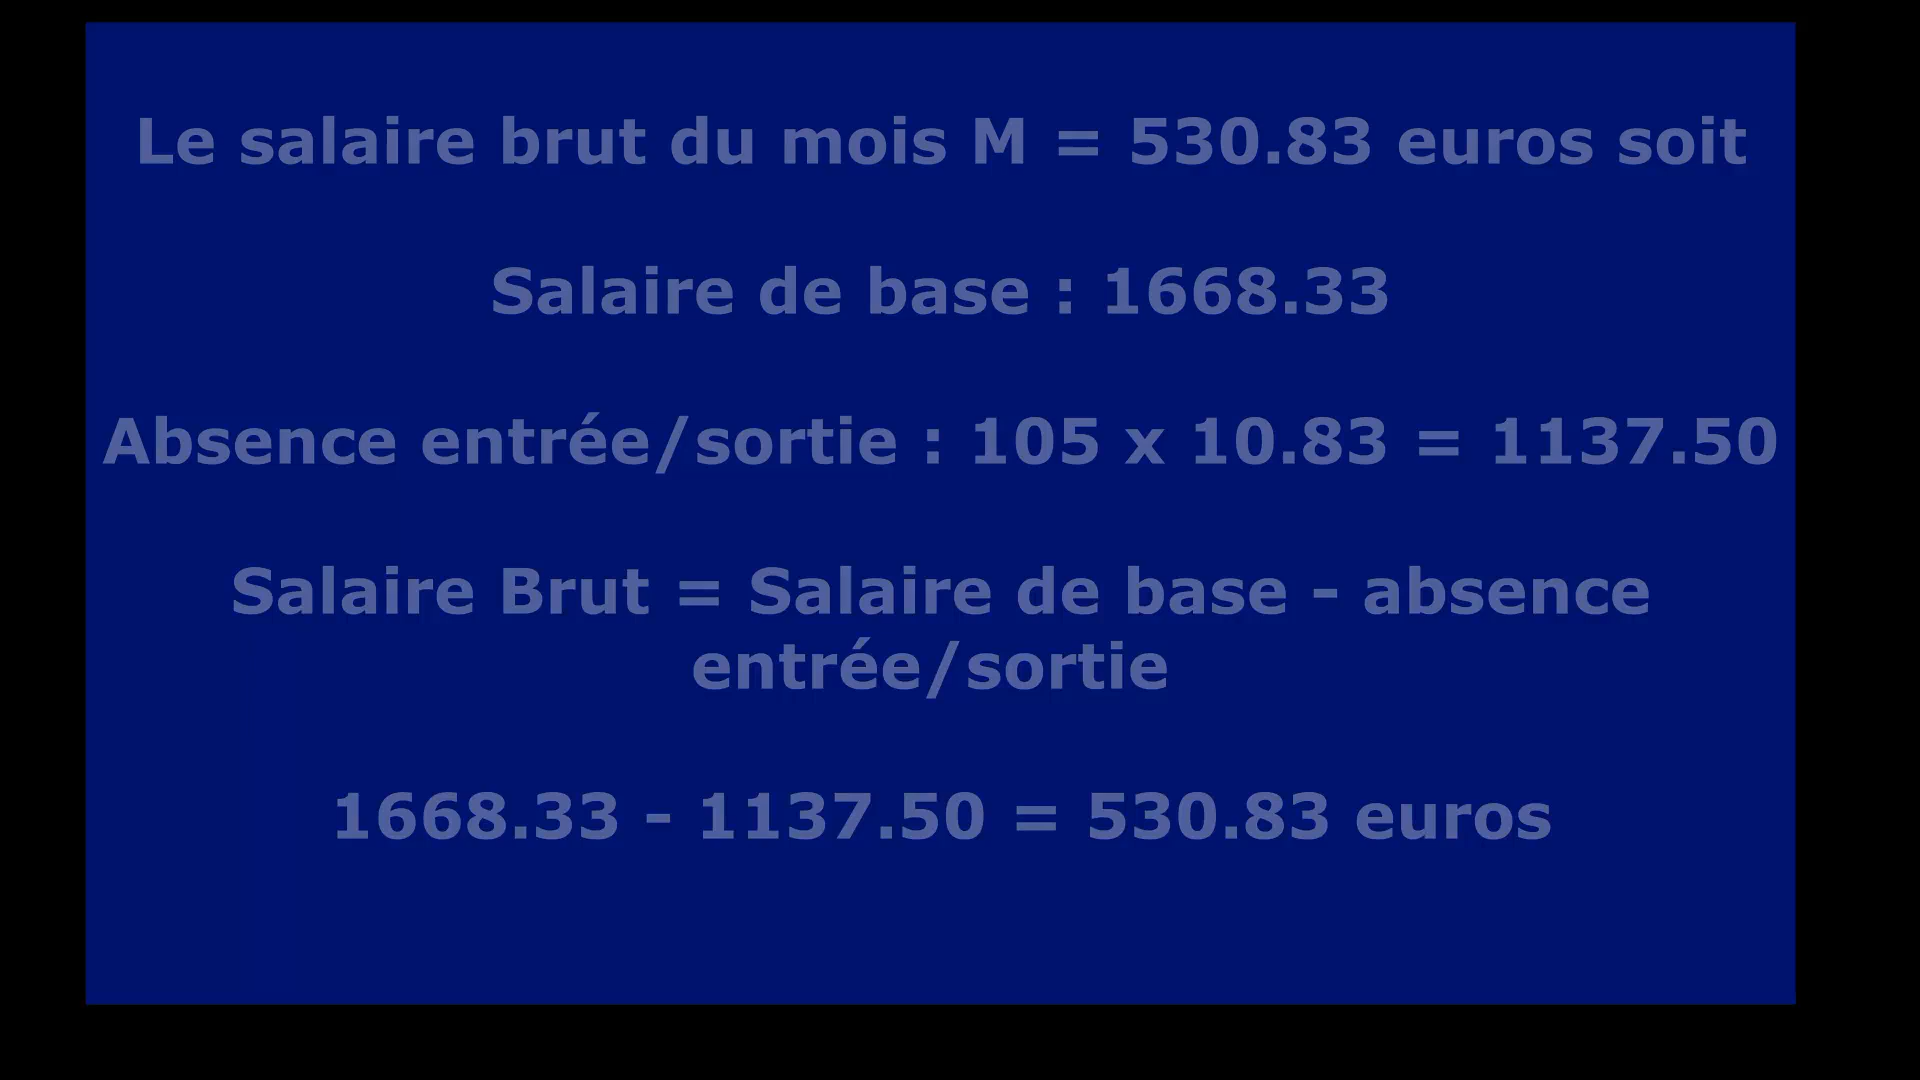 Le salaire brut du mois M = 530.83 euros soit
Salaire de base : 1668.33
Absence entrée/sortie : 105 x 10.83 = 1137.50
Salaire Brut = Salaire de base - absence
entrée/sortie
1668.33 - 1137.50 = 530.83 euros